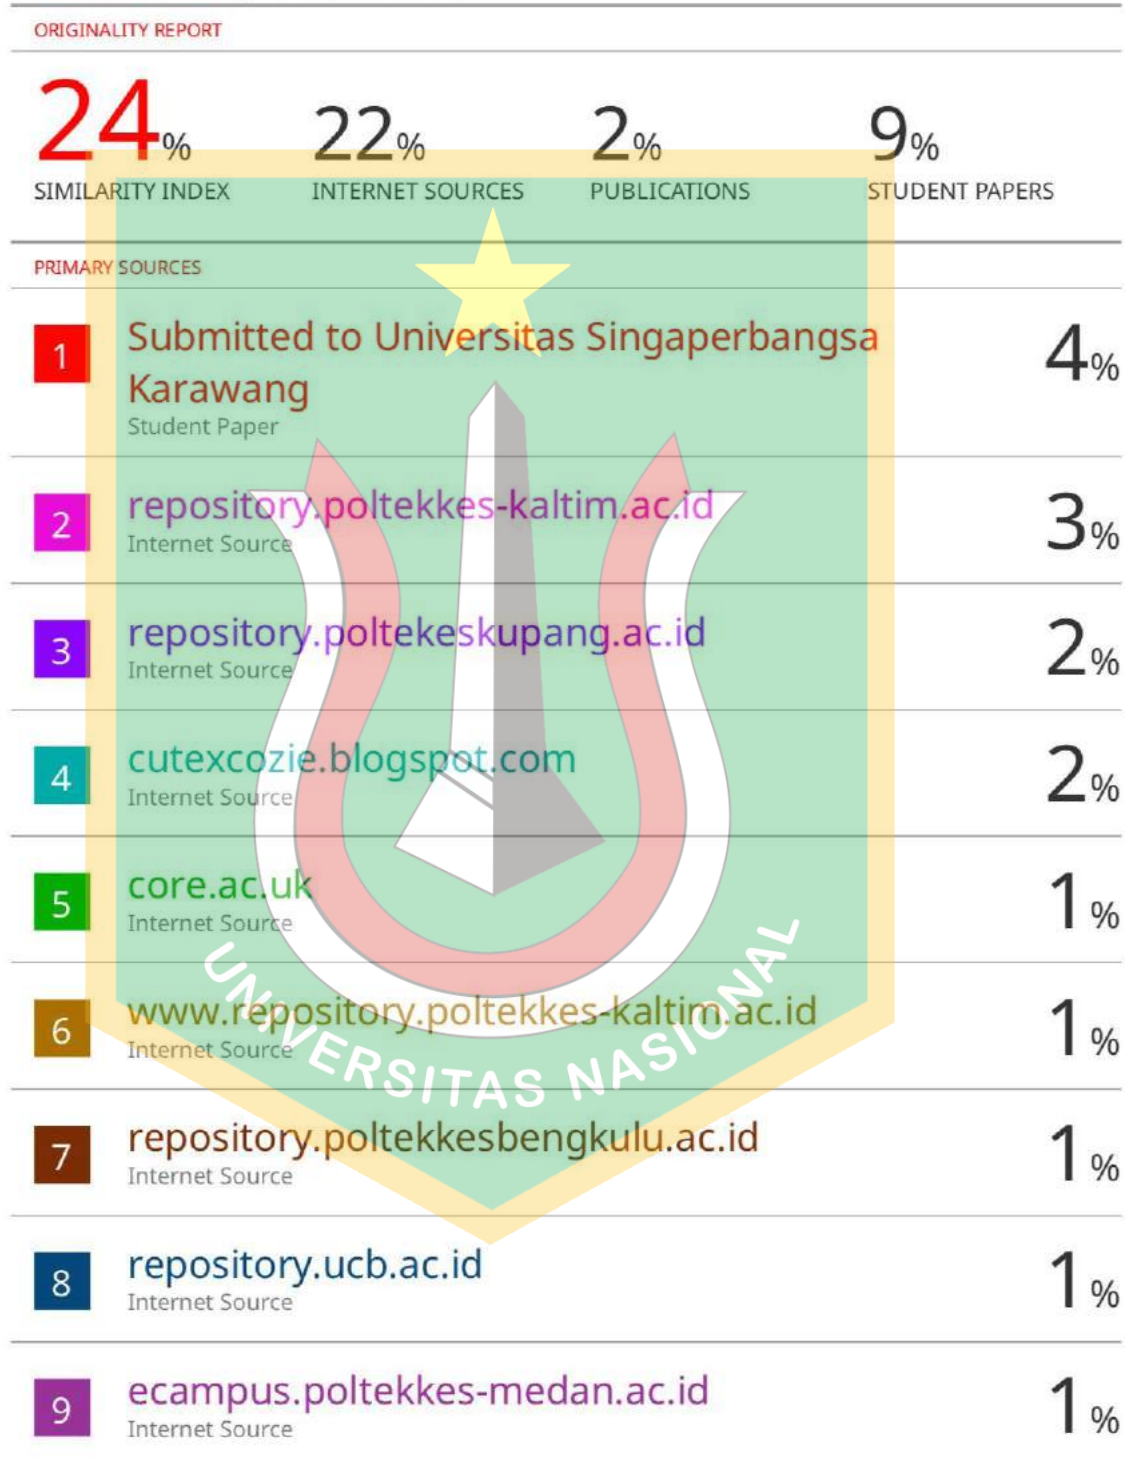 ORIGINALITY REPORT
24% 22% 2% 9%
SIMILARITY INDEX INTERNET SOURCES PUBLICATIONS STUDENT PAPERS
PRIMARY SOURCES
1 Submitted to Universitas Singaperbangsa 4%
Karawang
Student Paper
2 repository.poltekkes-kaltim.ac.id 3%
Internet Source
3 repository.poltekeskupang.ac.id 2%
Internet Source
4 cutexcozie.blogspot.com 2%
Internet Source
5 core.ac.uk 1%
Internet Source
6 www.repository.poltekkes-kaltim.ac.id 1%
Internet Source
7 repository.poltekkesbengkulu.ac.id 1%
Internet Source
8 repository.ucb.ac.id 1%
Internet Source
9 ecampus.poltekkes-medan.ac.id 1%
Internet Source
UNIVERSITAS NASIONAL